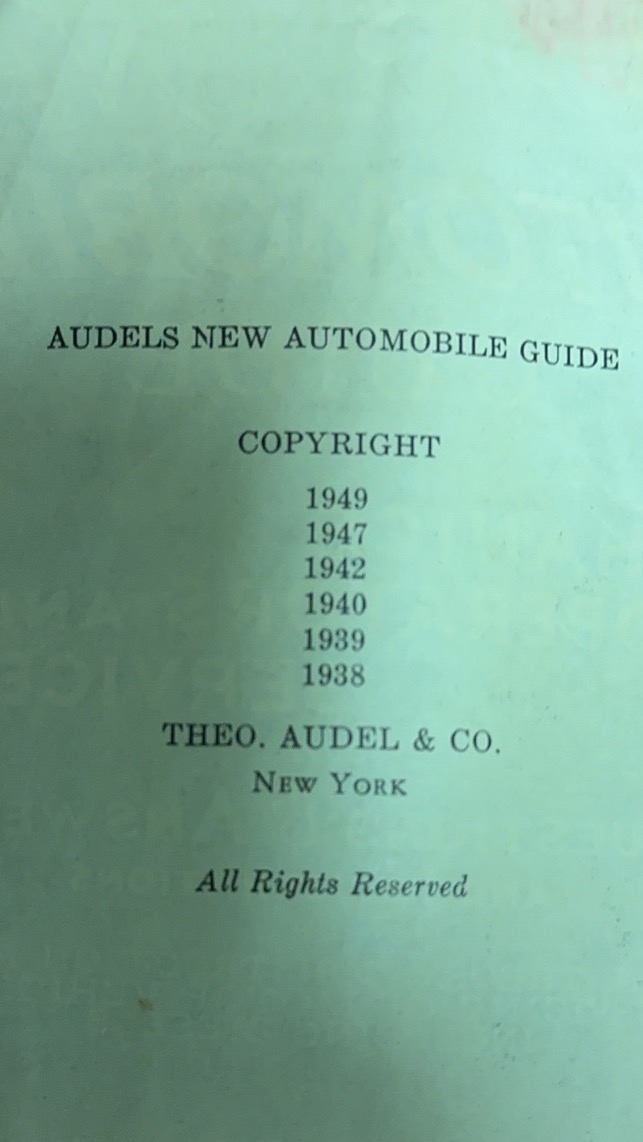 AUDELS NEW AUTOMOBILE GUIDE
COPYRIGHT
1949
1947
1942
1940
1939
1938
THEO. AUDEL & CO.
NEW YORK
All Rights Reserved